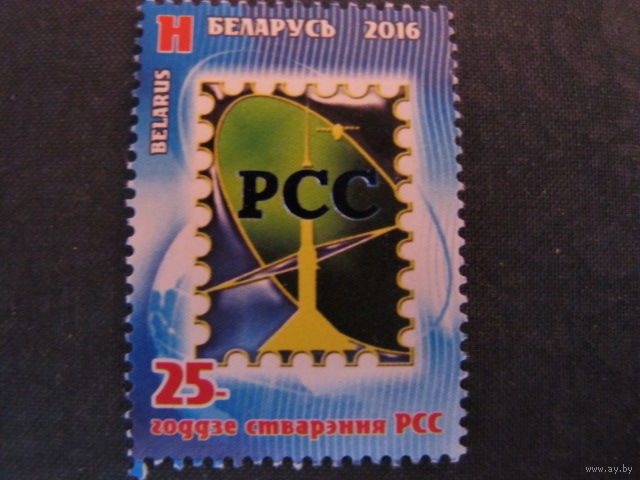 Н БЕЛАРУСЬ 2016
BELARUS
РСС
25-
годдзе стварэння РСС
www.ay.by